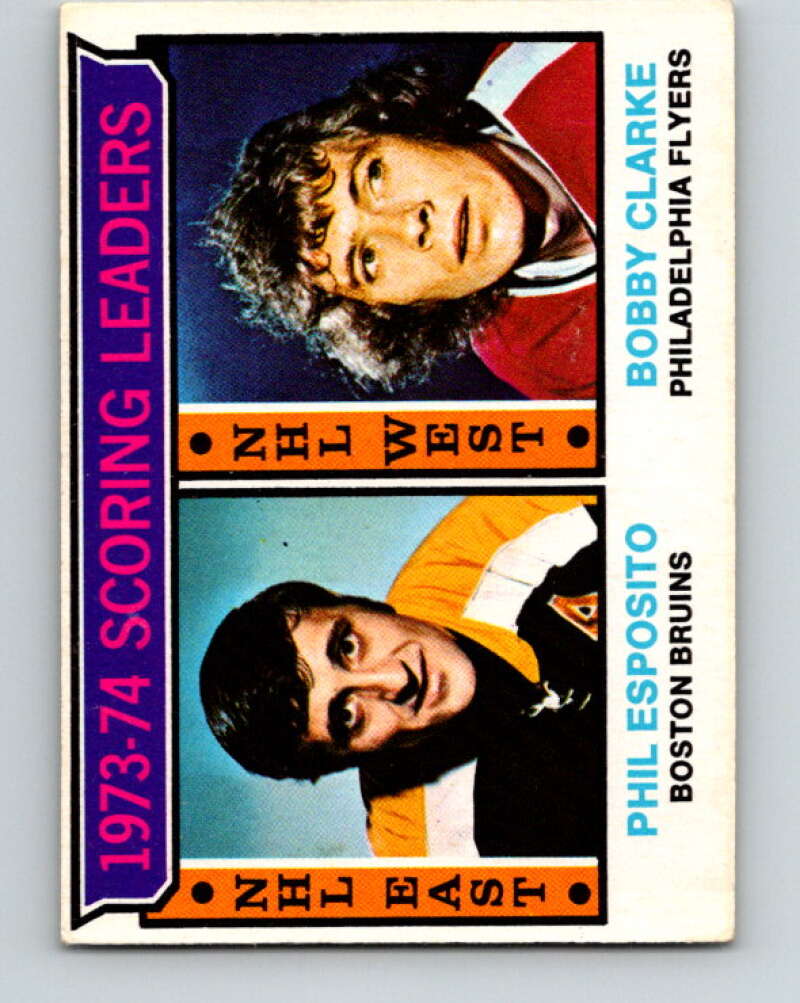 1973-74 SCORING LEADERS
NHL EAST
NHL WEST
PHIL ESPOSITO
BOSTON BRUINS
BOBBY CLARKE
PHILADELPHIA FLYERS